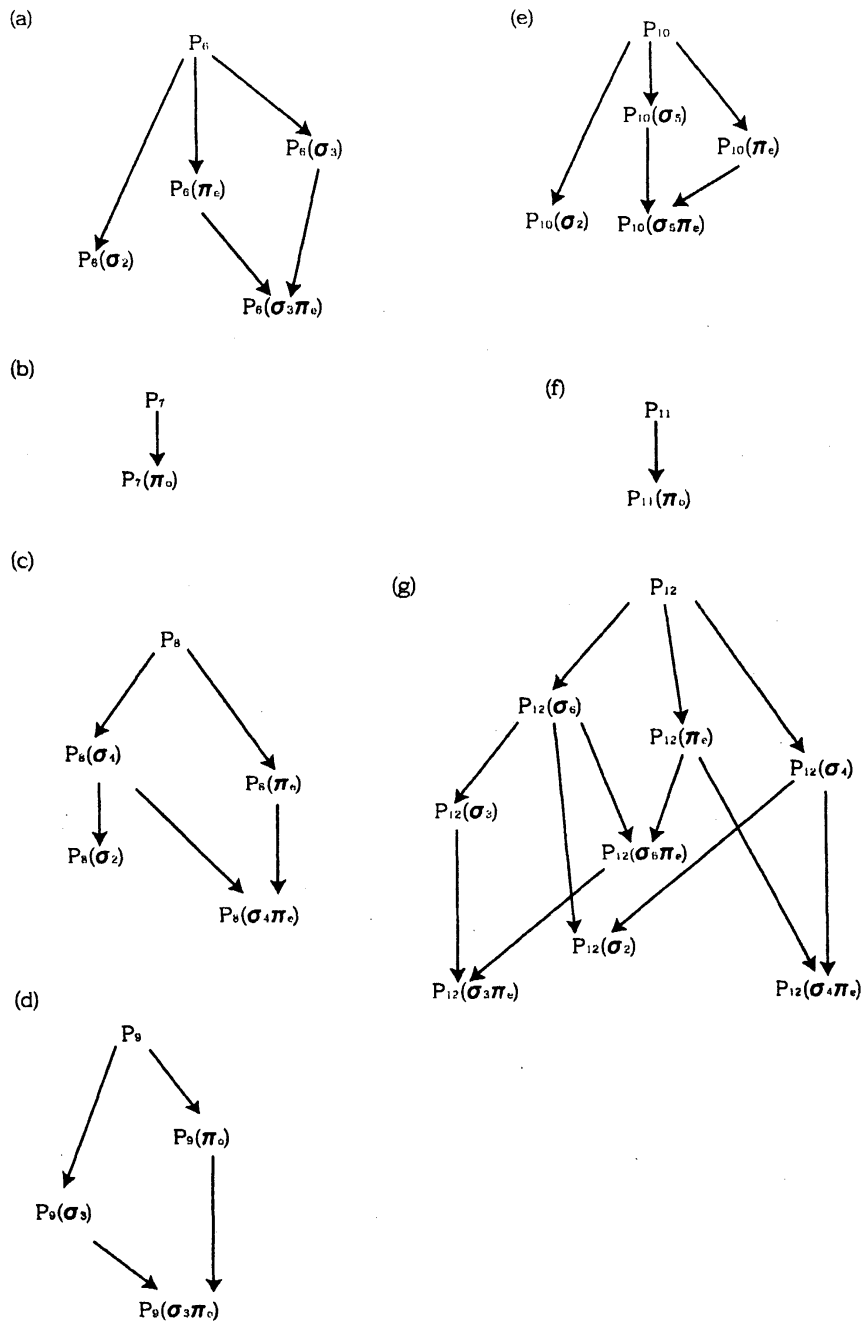 (a)
P₆
P₆(σ₃)
P₆(πₑ)
P₆(σ₂)
P₆(σ₃πₑ)
(b)
P₇
P₇(πₒ)
(c)
P₈
P₈(σ₄)
P₈(πₑ)
P₈(σ₂)
P₈(σ₄πₑ)
(d)
P₉
P₉(πₒ)
P₉(σ₃)
P₉(σ₃πₒ)
(e)
P₁₀
P₁₀(σ₅)
P₁₀(πₑ)
P₁₀(σ₂) P₁₀(σ₅πₑ)
(f)
P₁₁
P₁₁(πₒ)
(g)
P₁₂
P₁₂(σ₆)
P₁₂(πₑ)
P₁₂(σ₄)
P₁₂(σ₃)
P₁₂(σ₆πₑ)
P₁₂(σ₂)
P₁₂(σ₃πₑ) P₁₂(σ₄πₑ)